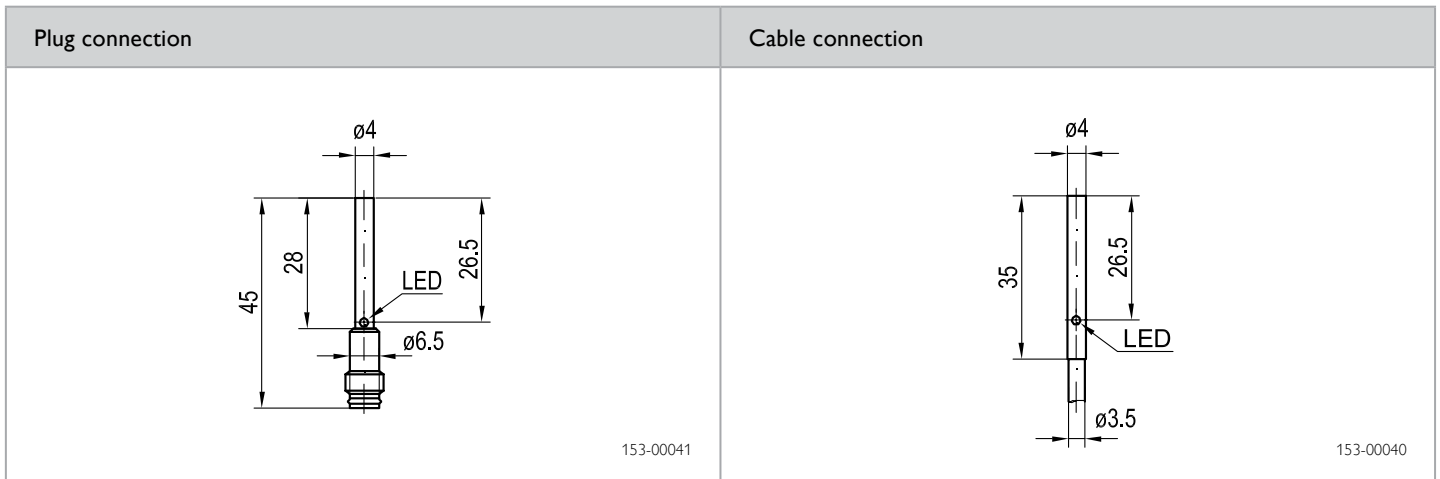 Plug connection
Cable connection
ø4
45
28
26.5
LED
ø6.5
153-00041
ø4
35
26.5
LED
ø3.5
153-00040